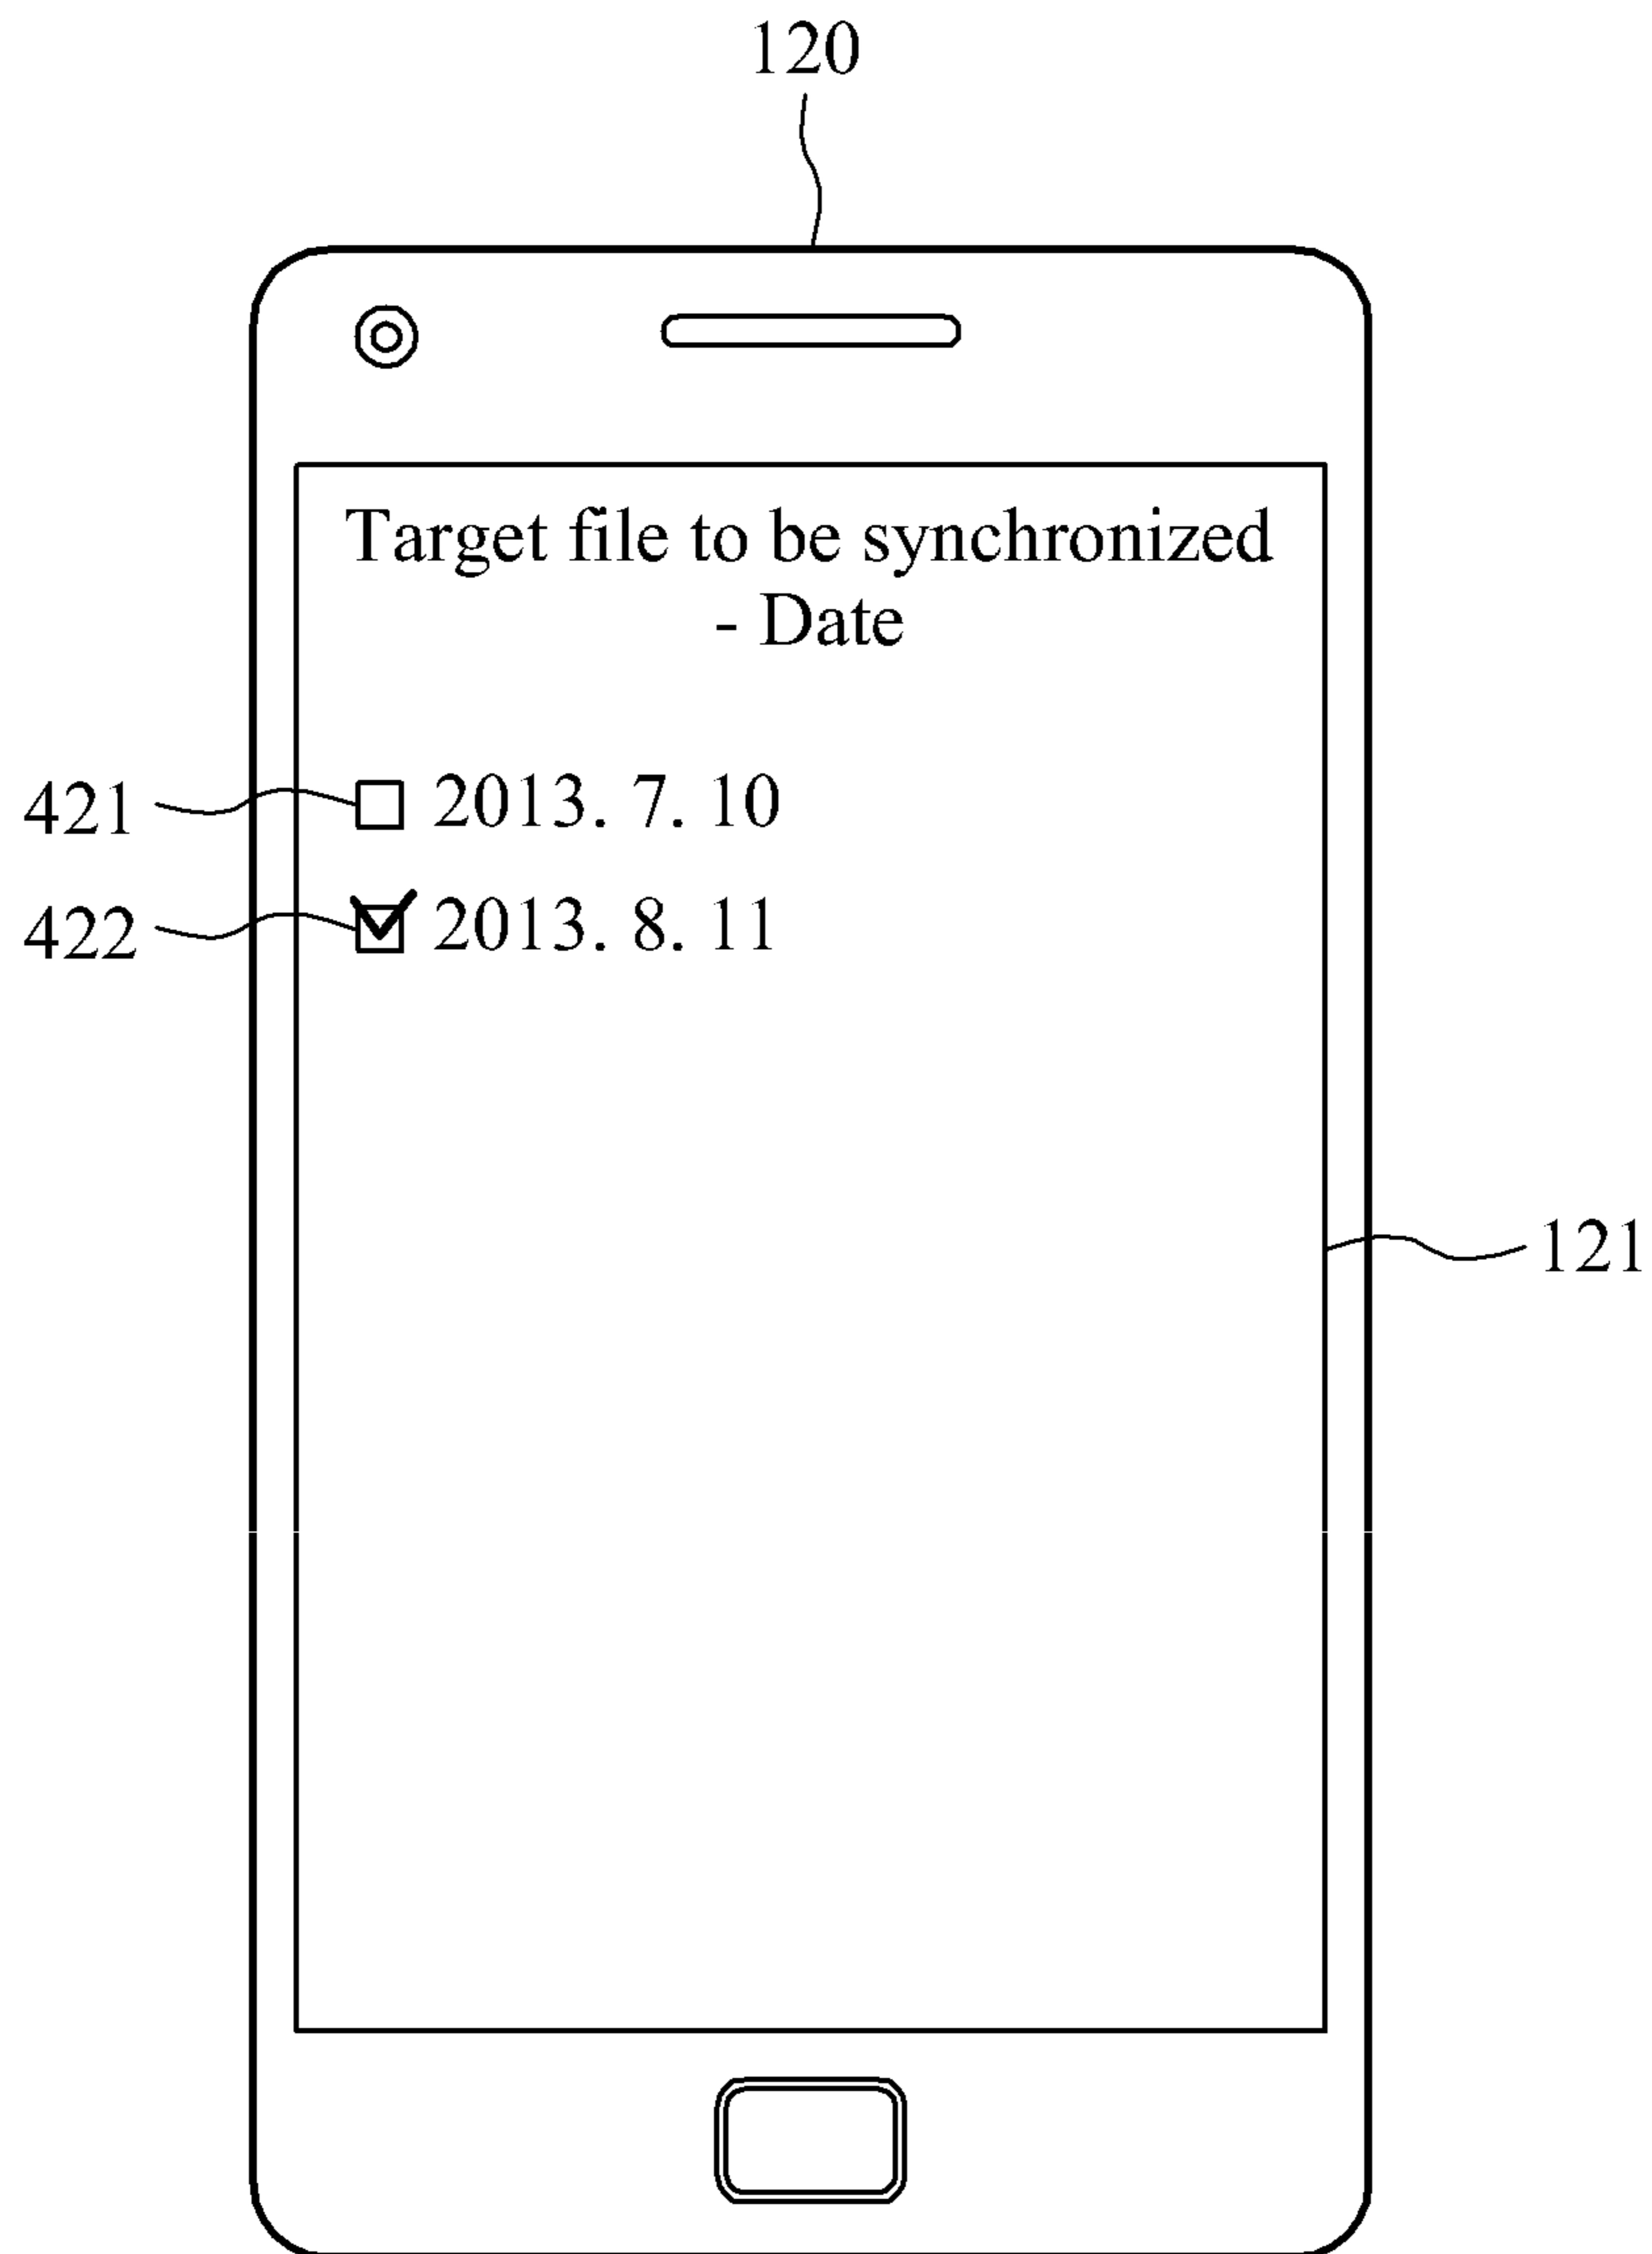 120
Target file to be synchronized
- Date
421 2013. 7. 10
422 2013. 8. 11
121